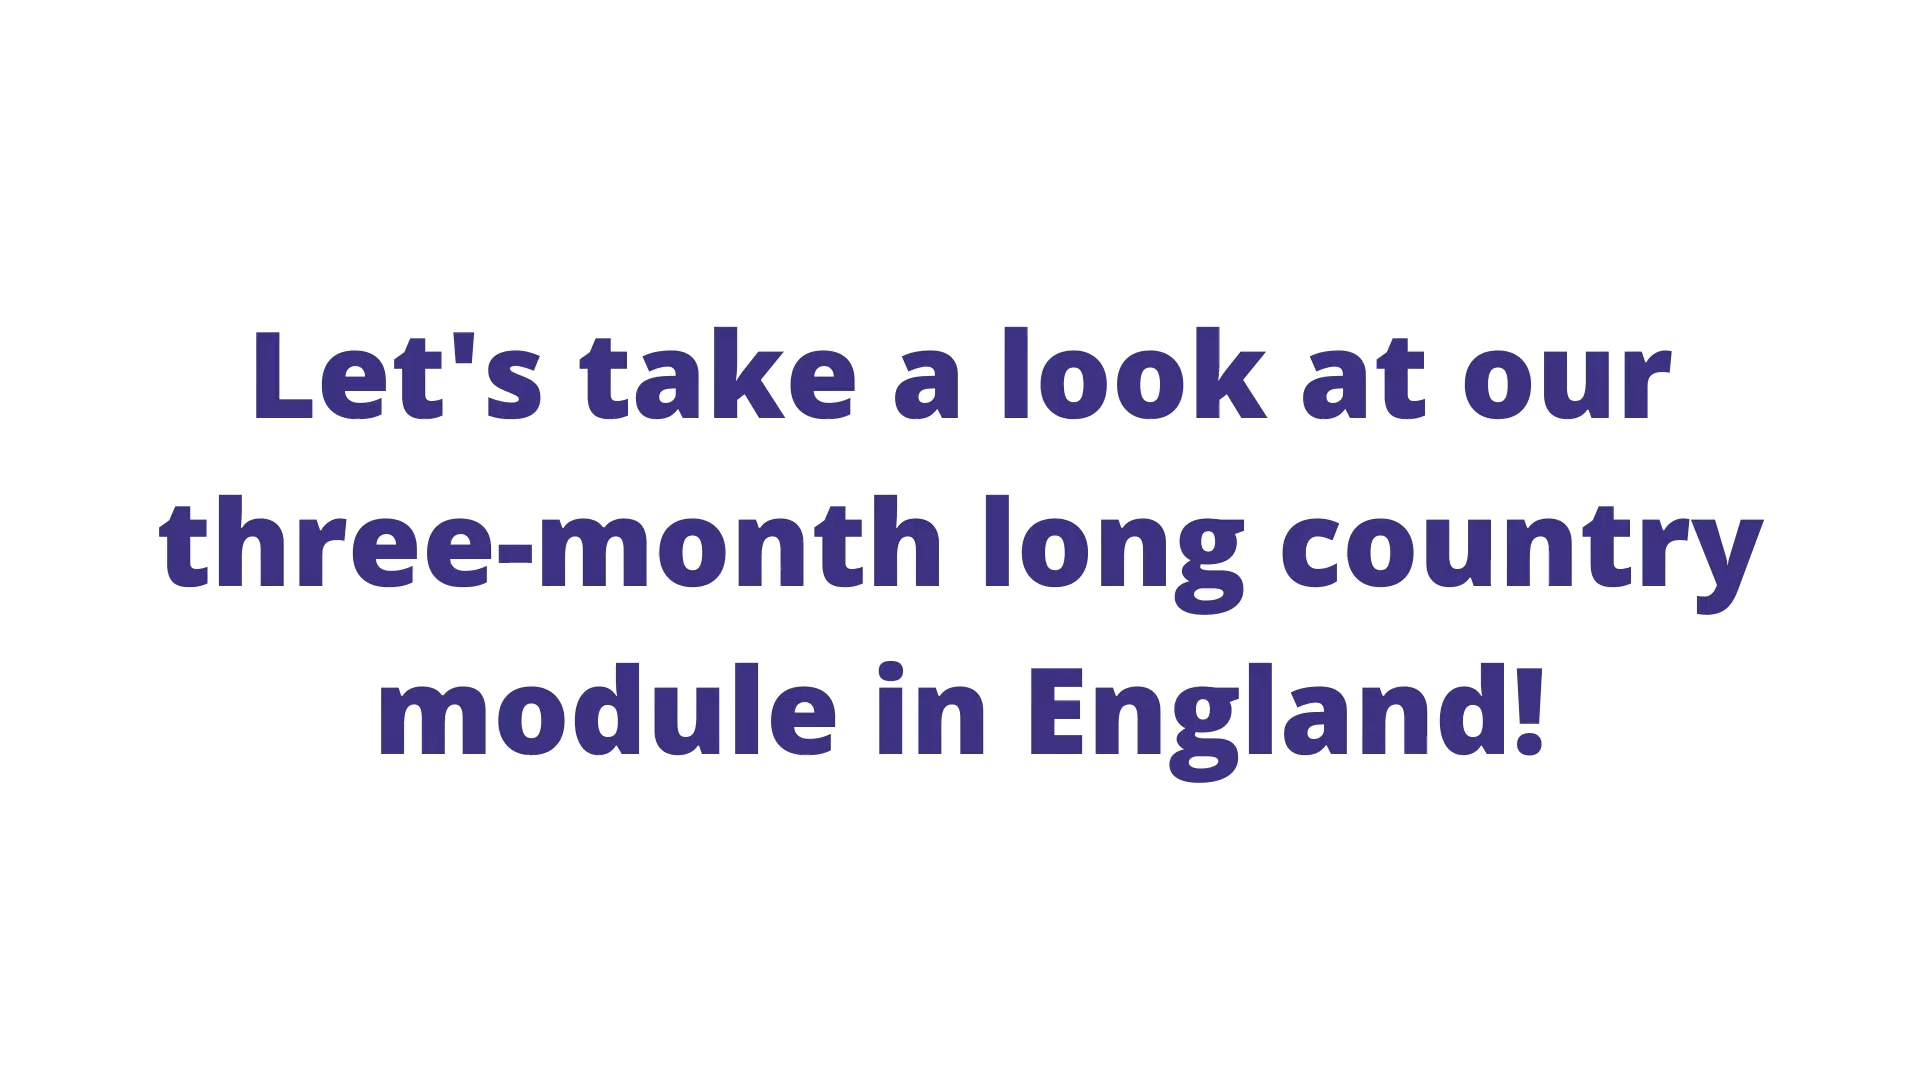 Let's take a look at our
three-month long country
module in England!